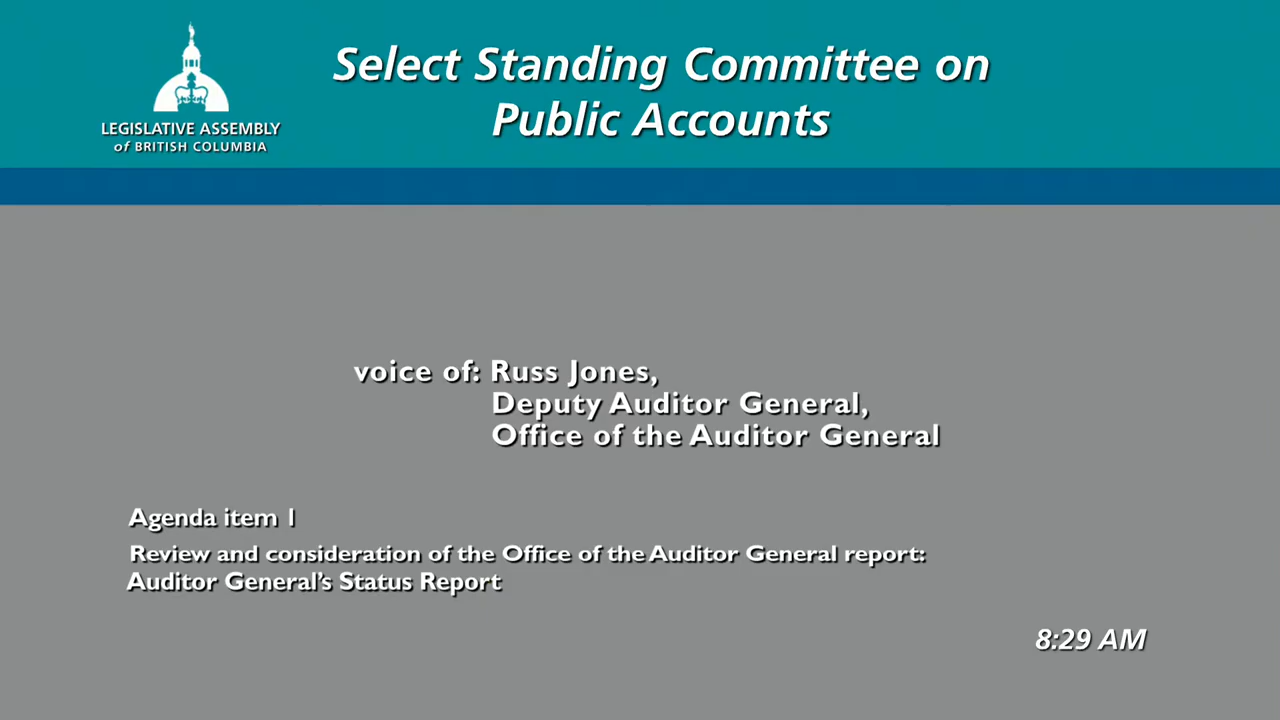 Select Standing Committee on
Public Accounts
LEGISLATIVE ASSEMBLY
of BRITISH COLUMBIA
voice of: Russ Jones,
Deputy Auditor General,
Office of the Auditor General
Agenda item 1
Review and consideration of the Office of the Auditor General report:
Auditor General's Status Report
8:29 AM